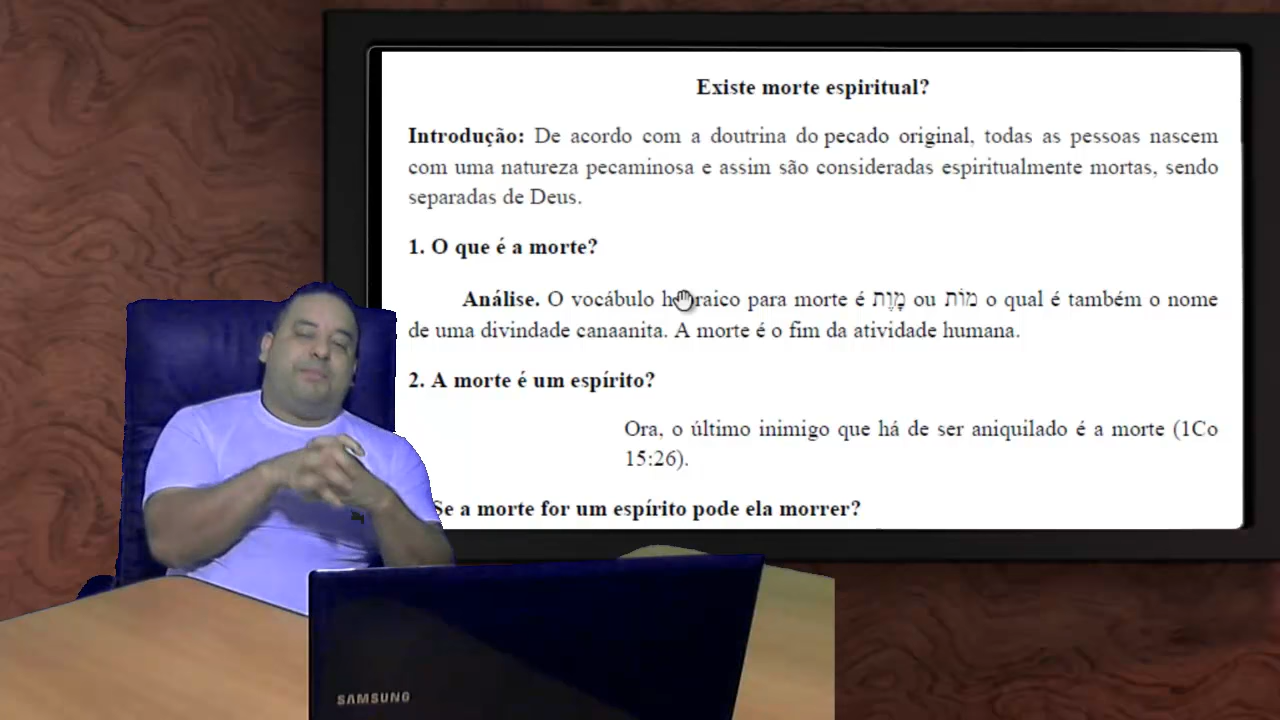 Existe morte espiritual?
Introdução: De acordo com a doutrina do pecado original, todas as pessoas nascem
com uma natureza pecaminosa e assim são consideradas espiritualmente mortas, sendo
separadas de Deus.
1. O que é a morte?
Análise. O vocábulo hebraico para morte é מָוֶת ou מוֹת o qual é também o nome
de uma divindade canaanita. A morte é o fim da atividade humana.
2. A morte é um espírito?
Ora, o último inimigo que há de ser aniquilado é a morte (1Co
15:26).
Se a morte for um espírito pode ela morrer?
SAMSUNG